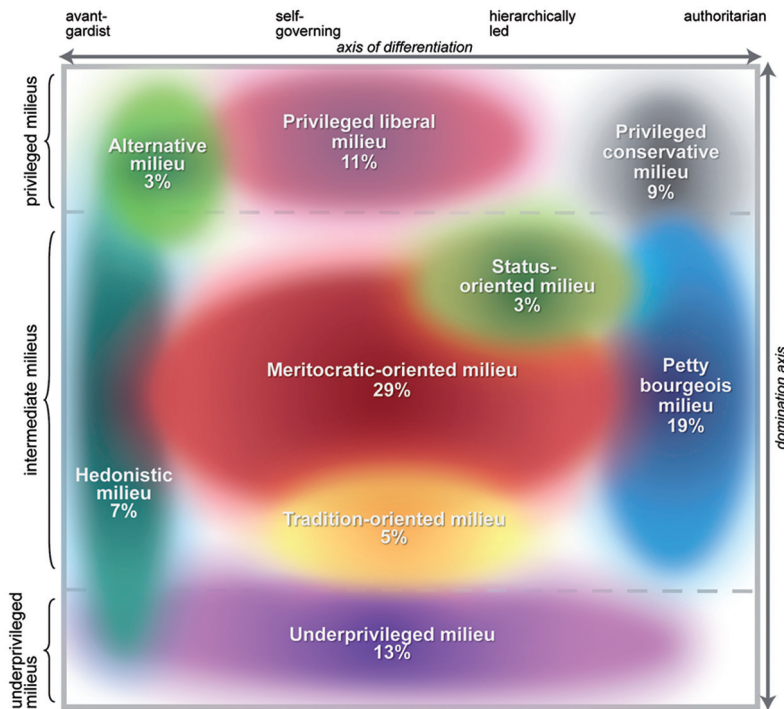 avant-
gardist
self-
governing
hierarchically
led
authoritarian
axis of differentiation
domination axis
privileged milieus
intermediate milieus
underprivileged
milieus
Alternative
milieu
3%
Privileged liberal
milieu
11%
Privileged
conservative
milieu
9%
Status-
oriented milieu
3%
Meritocratic-oriented milieu
29%
Petty
bourgeois
milieu
19%
Hedonistic
milieu
7%
Tradition-oriented milieu
5%
Underprivileged milieu
13%